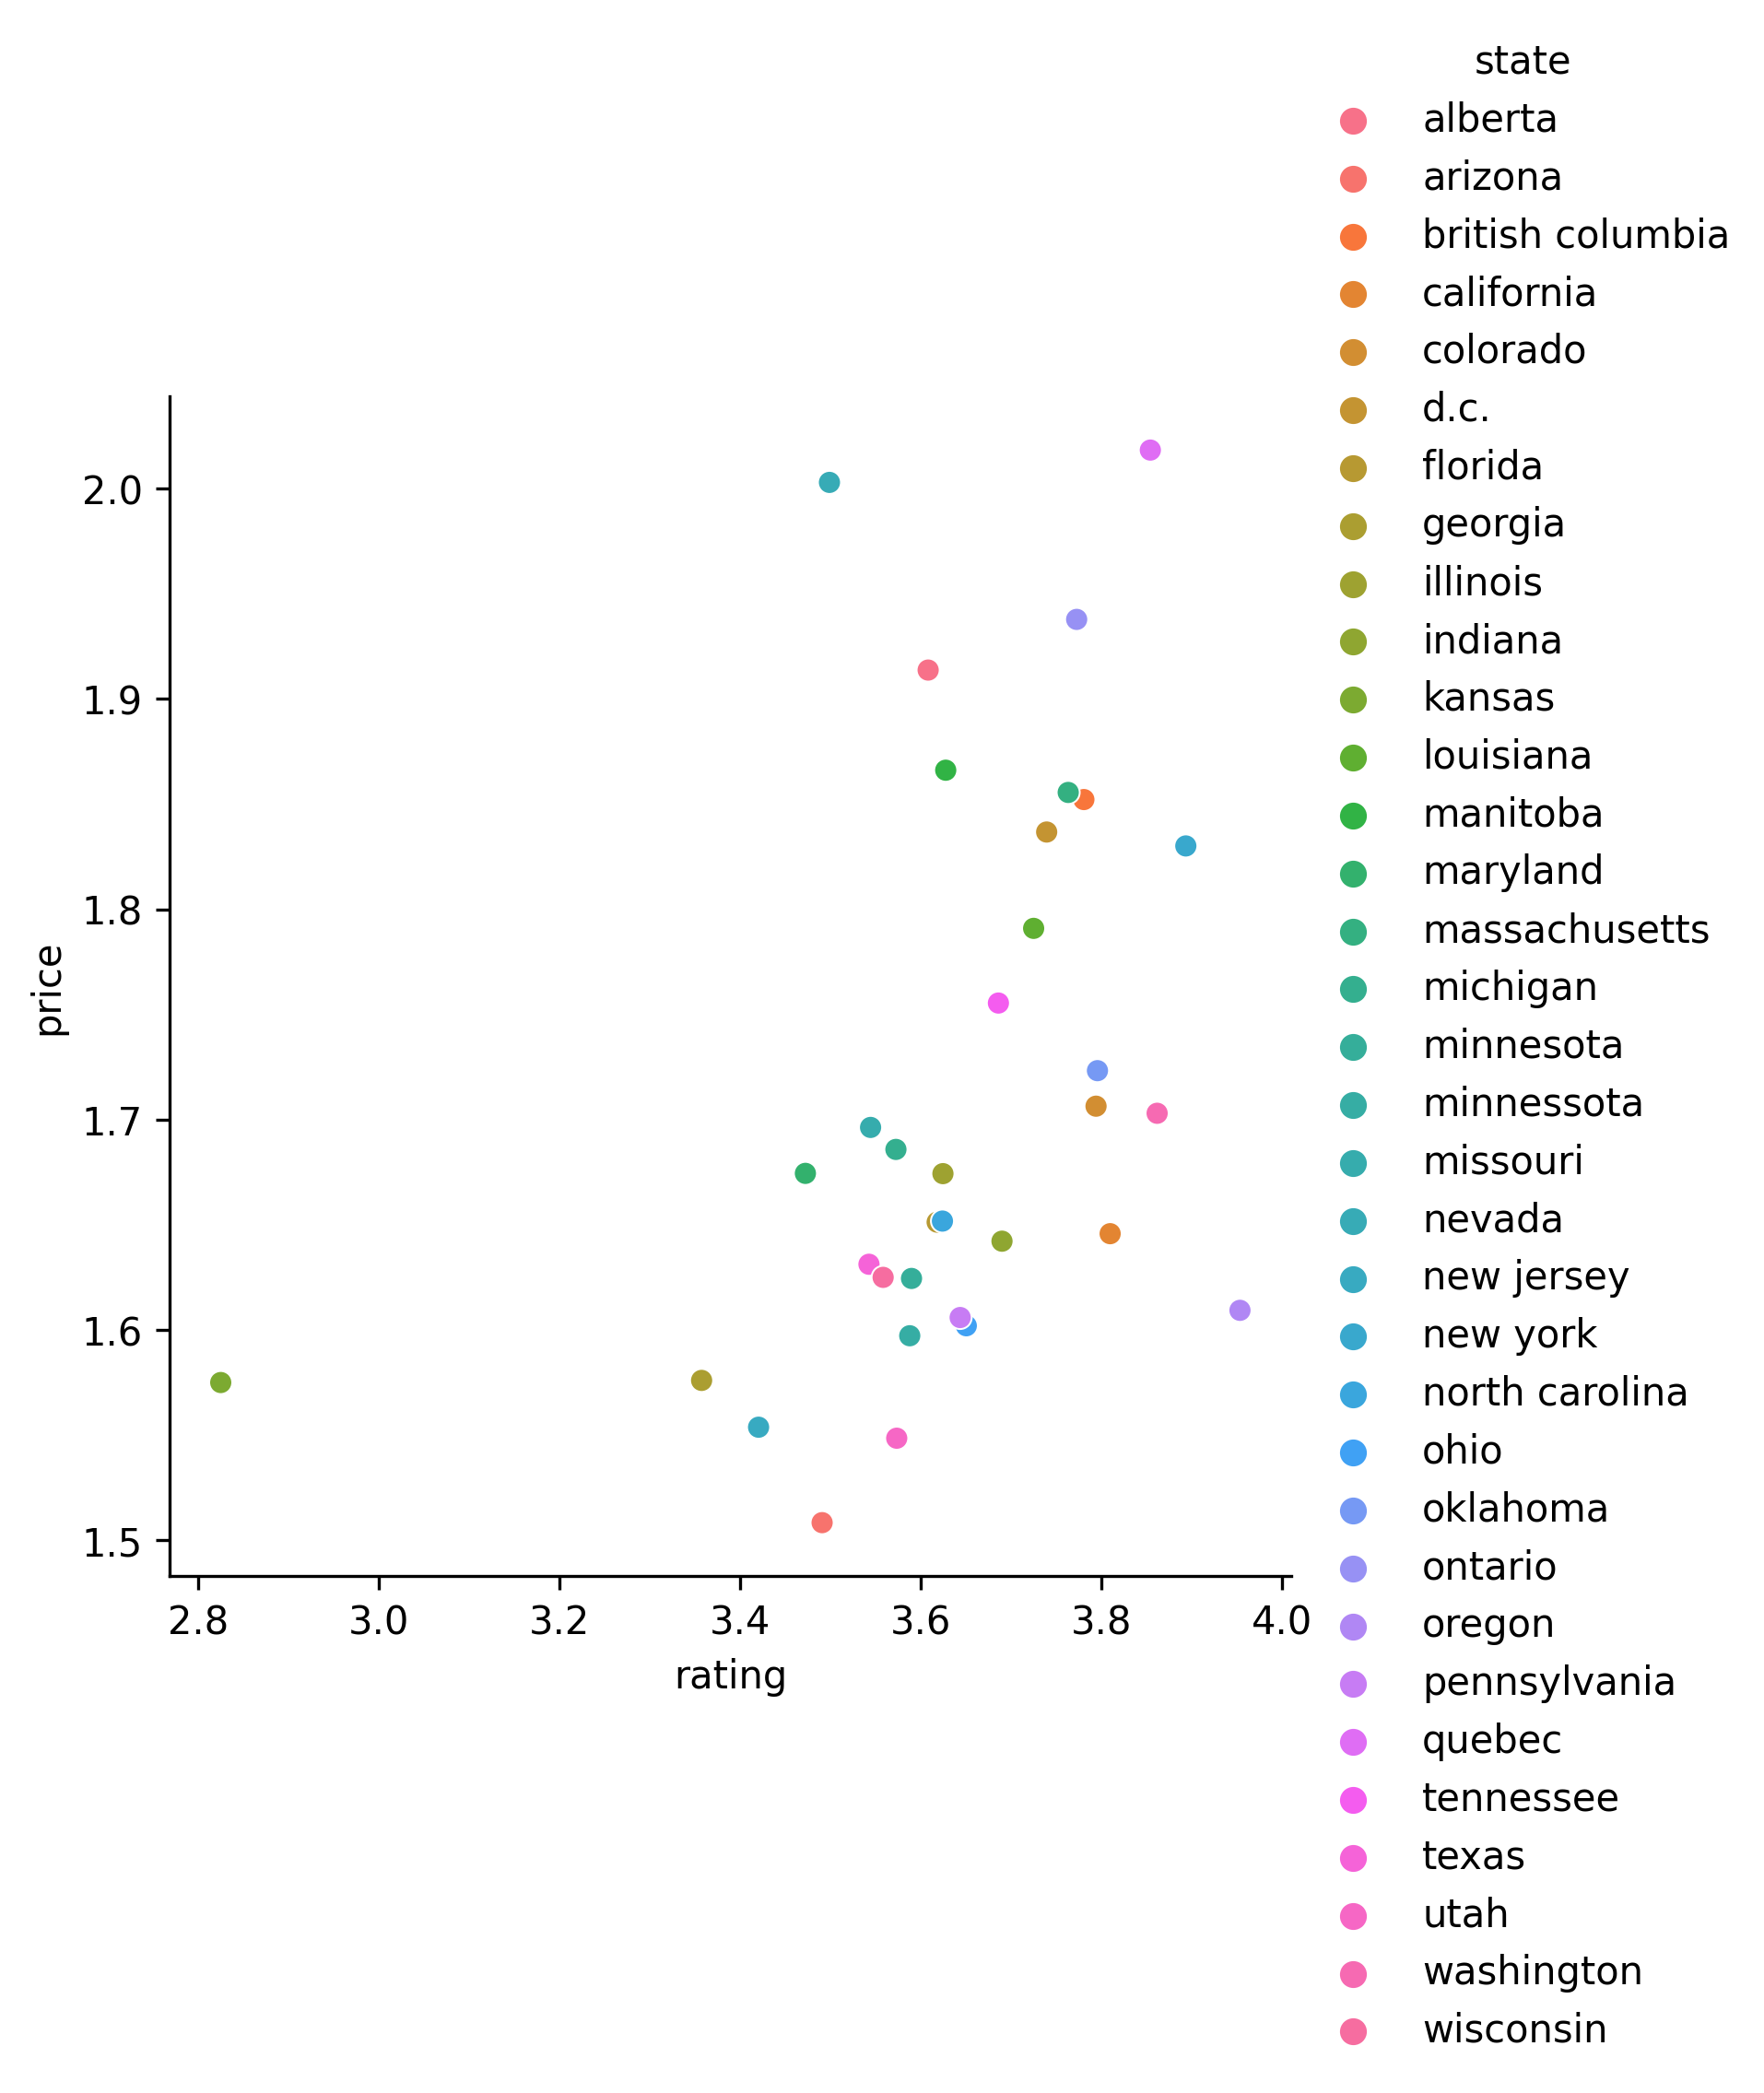 state
alberta
arizona
british columbia
california
colorado
d.c.
florida
georgia
illinois
indiana
kansas
louisiana
manitoba
maryland
massachusetts
michigan
minnesota
minnessota
missouri
nevada
new jersey
new york
north carolina
ohio
oklahoma
ontario
oregon
pennsylvania
quebec
tennessee
texas
utah
washington
wisconsin
2.0
1.9
1.8
1.7
1.6
1.5
price
2.8 3.0 3.2 3.4 3.6 3.8 4.0
rating